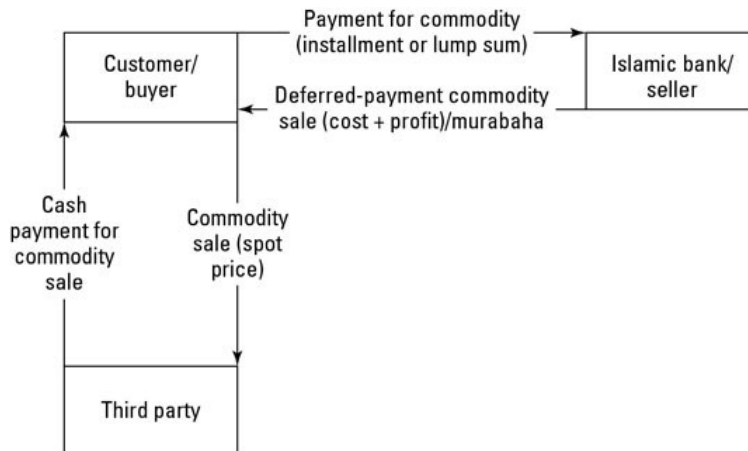 Payment for commodity
(installment or lump sum)
Customer/
buyer
Islamic bank/
seller
Deferred-payment commodity
sale (cost + profit)/murabaha
Cash
payment for
commodity
sale
Commodity
sale (spot
price)
Third party